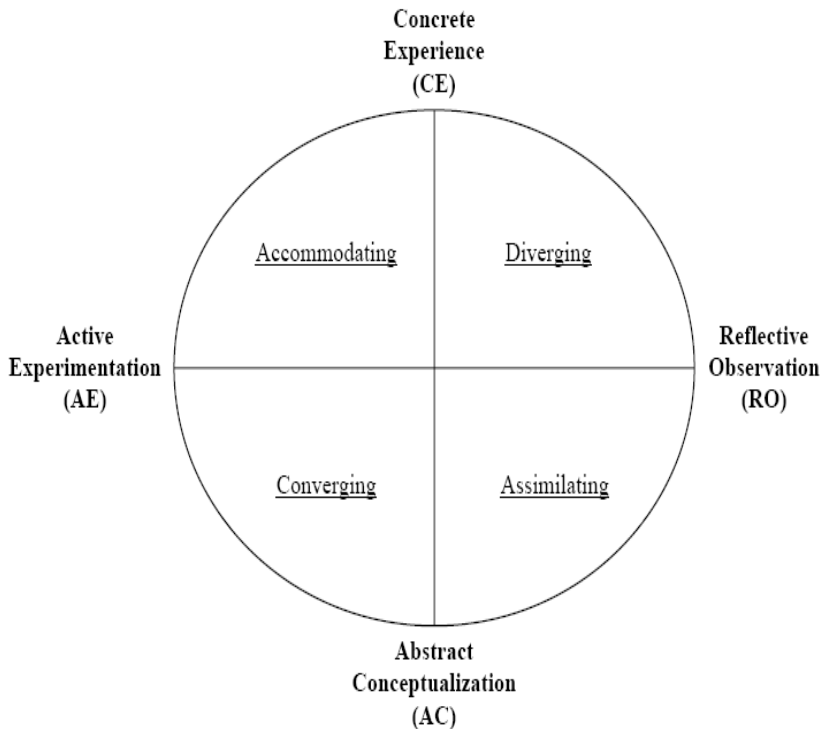 Concrete
Experience
(CE)
Accommodating
Diverging
Active
Experimentation
(AE)
Reflective
Observation
(RO)
Converging
Assimilating
Abstract
Conceptualization
(AC)